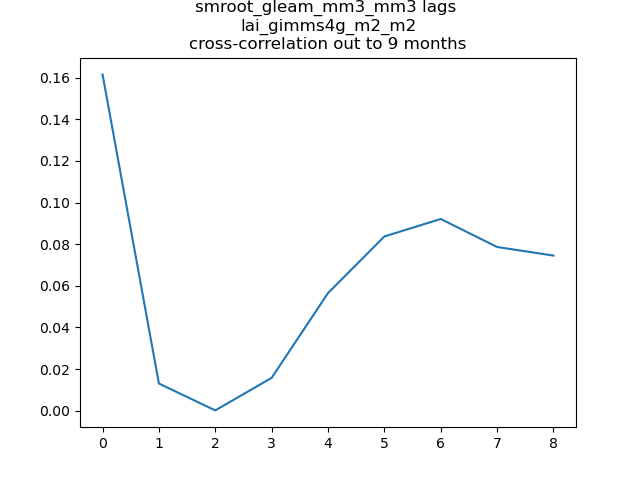 smroot_gleam_mm3_mm3 lags
lai_gimms4g_m2_m2
cross-correlation out to 9 months
0.16
0.14
0.12
0.10
0.08
0.06
0.04
0.02
0.00
0 1 2 3 4 5 6 7 8